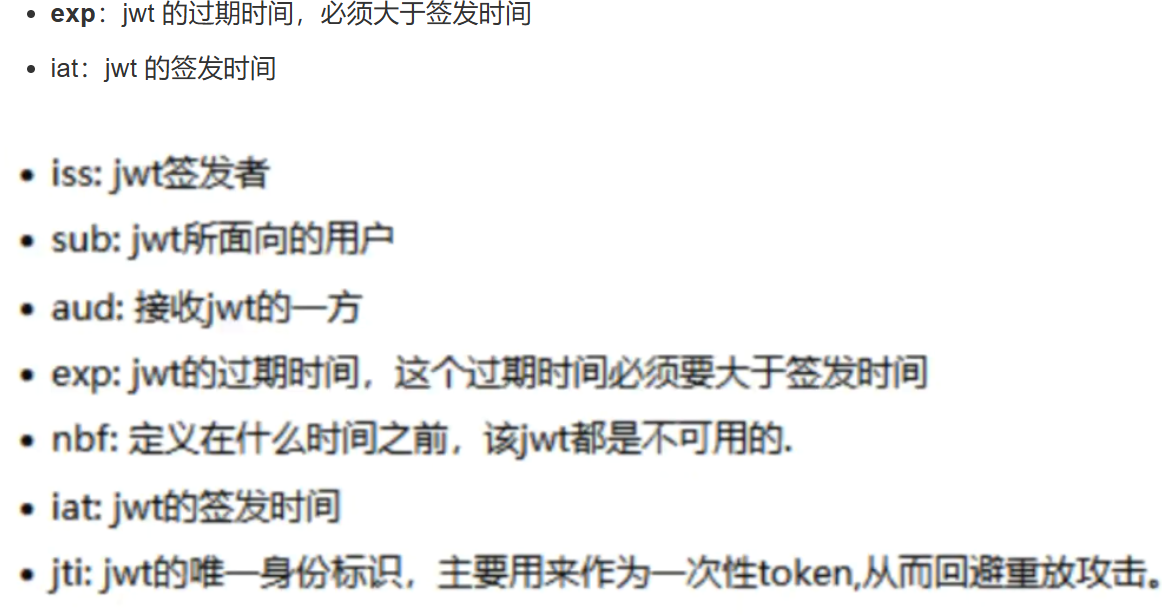 • exp：jwt 的过期时间，必须大于签发时间
• iat：jwt 的签发时间
• iss: jwt签发者
• sub: jwt所面向的用户
• aud: 接收jwt的一方
• exp: jwt的过期时间，这个过期时间必须要大于签发时间
• nbf: 定义在什么时间之前，该jwt都是不可用的.
• iat: jwt的签发时间
• jti: jwt的唯一身份标识，主要用来作为一次性token,从而回避重放攻击。